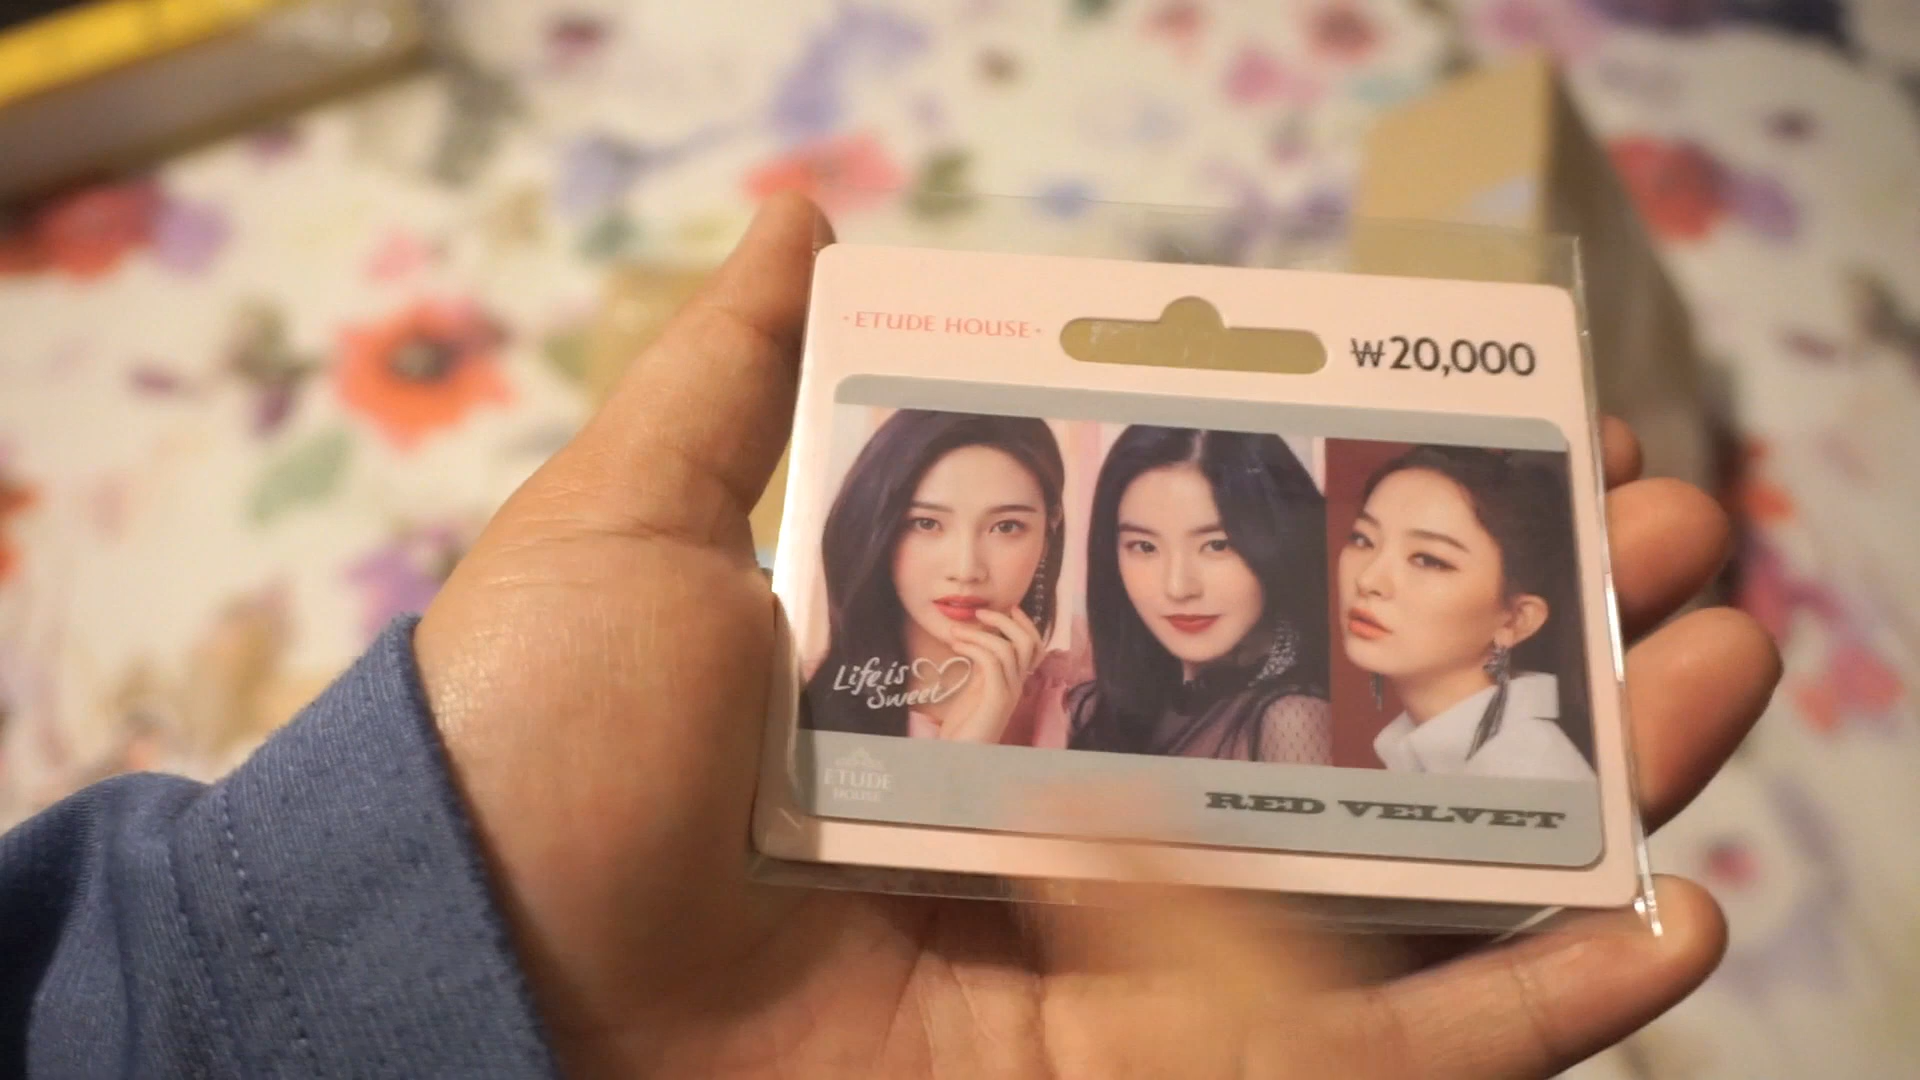 ·ETUDE HOUSE·
₩20,000
Life is
Sweet
ETUDE
HOUSE
RED VELVET